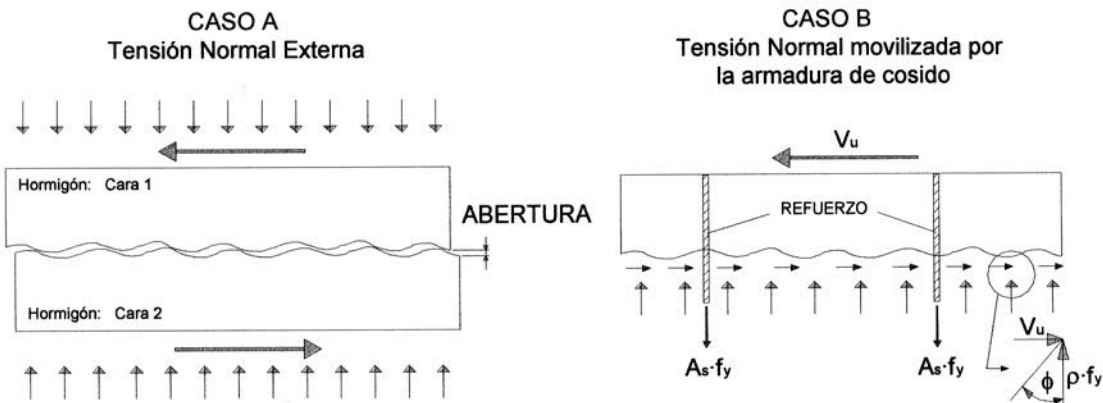 CASO A
Tensión Normal Externa
Hormigón: Cara 1
ABERTURA
Hormigón: Cara 2
CASO B
Tensión Normal movilizada por
la armadura de cosido
Vu
REFUERZO
As·fy
As·fy
Vu
ϕ
ρ·fy